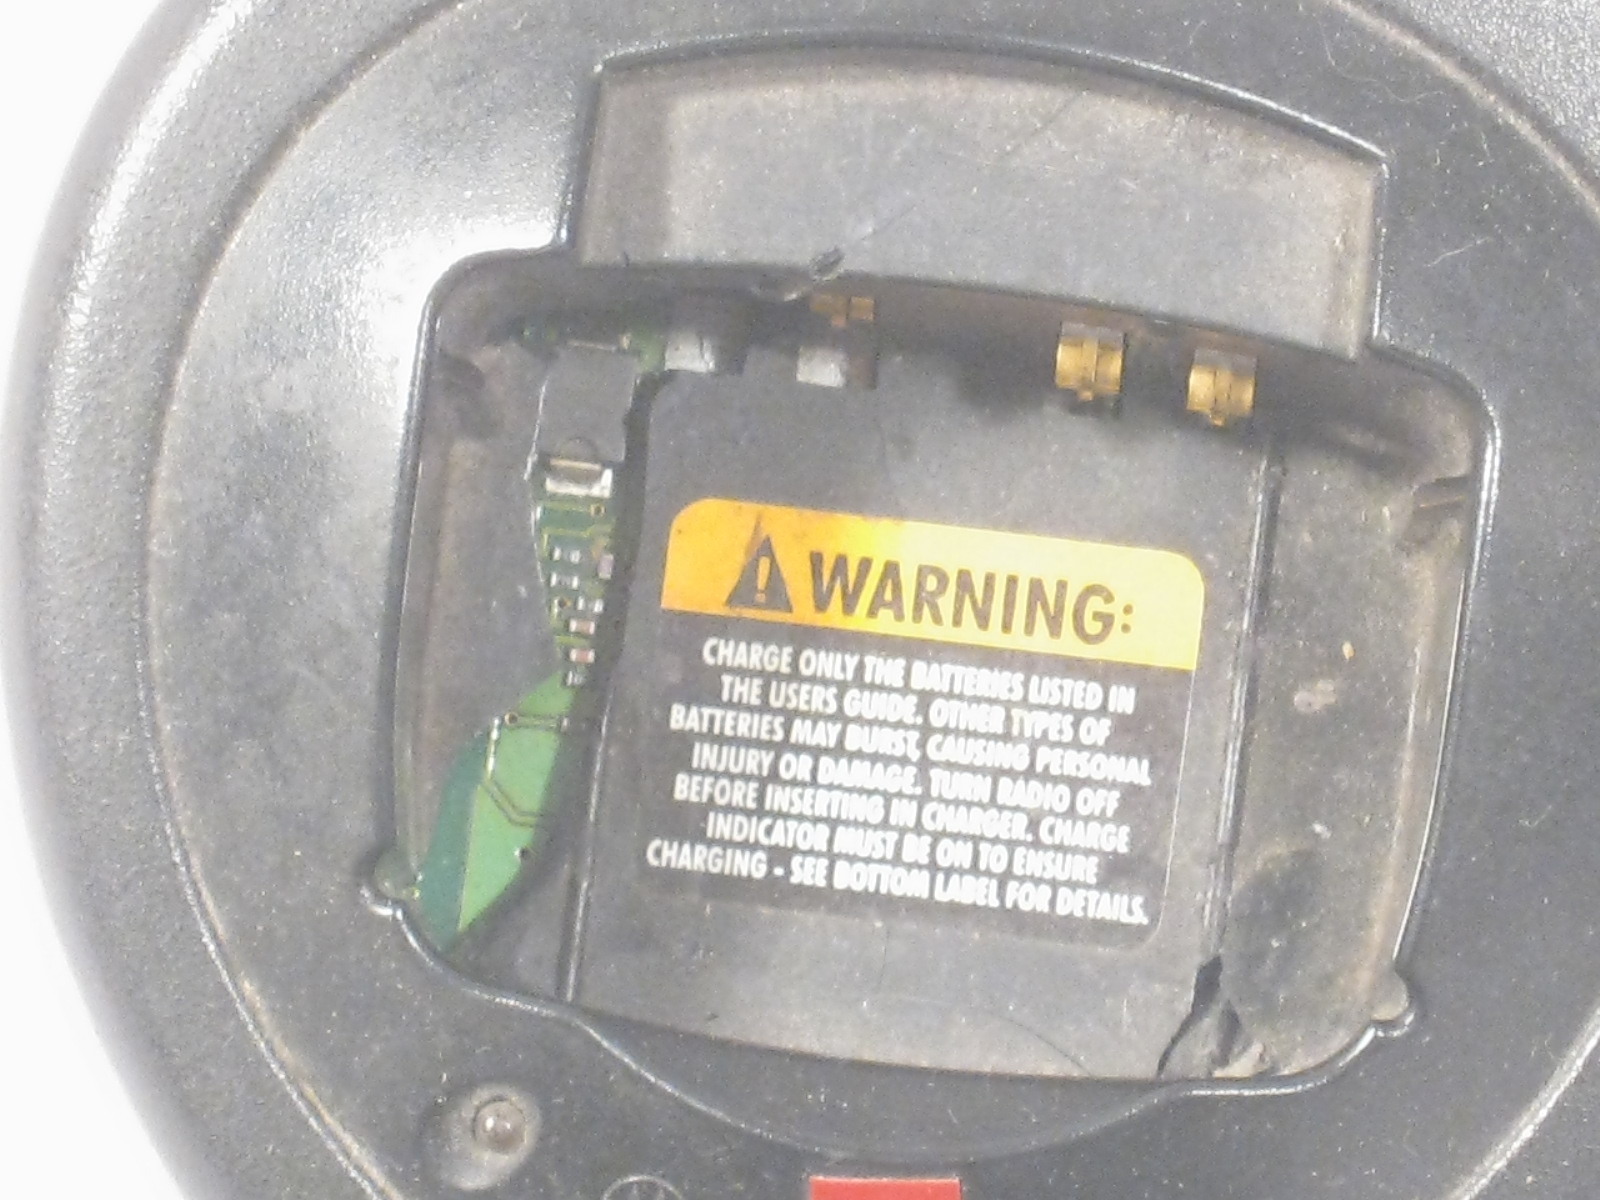 WARNING:
CHARGE ONLY THE BATTERIES LISTED IN
THE USERS GUIDE. OTHER TYPES OF
BATTERIES MAY BURST, CAUSING PERSONAL
INJURY OR DAMAGE. TURN RADIO OFF
BEFORE INSERTING IN CHARGER. CHARGE
INDICATOR MUST BE ON TO ENSURE
CHARGING - SEE BOTTOM LABEL FOR DETAILS.